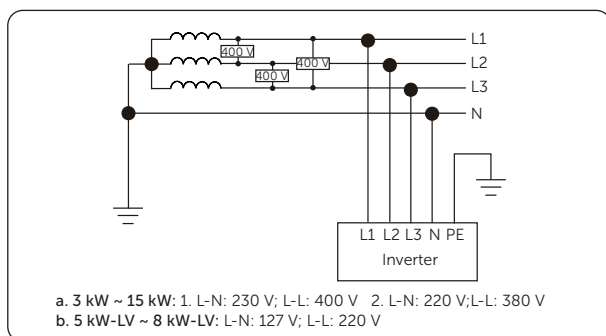 400 V
400 V
400 V
L1
L2
L3
N
L1 L2 L3 N PE
Inverter
a. 3 kW ~ 15 kW: 1. L-N: 230 V; L-L: 400 V 2. L-N: 220 V;L-L: 380 V
b. 5 kW-LV ~ 8 kW-LV: L-N: 127 V; L-L: 220 V